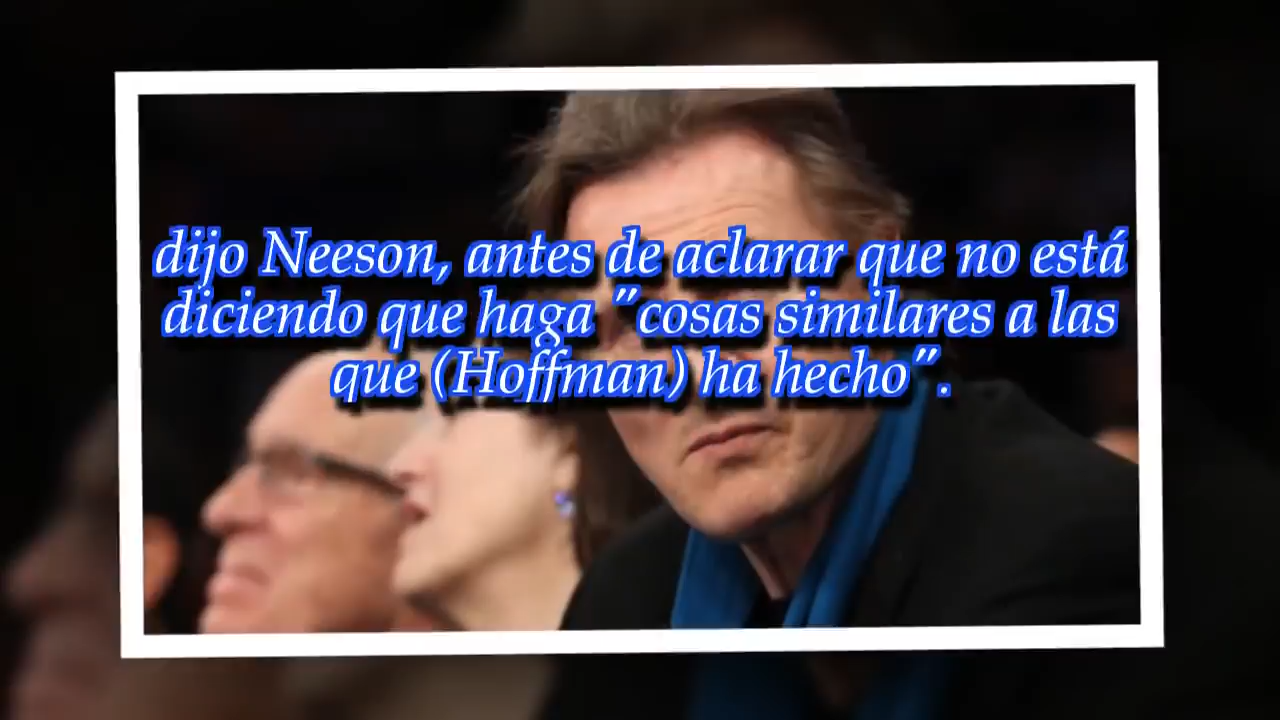 dijo Neeson, antes de aclarar que no está
diciendo que haga "cosas similares a las
que (Hoffman) ha hecho".